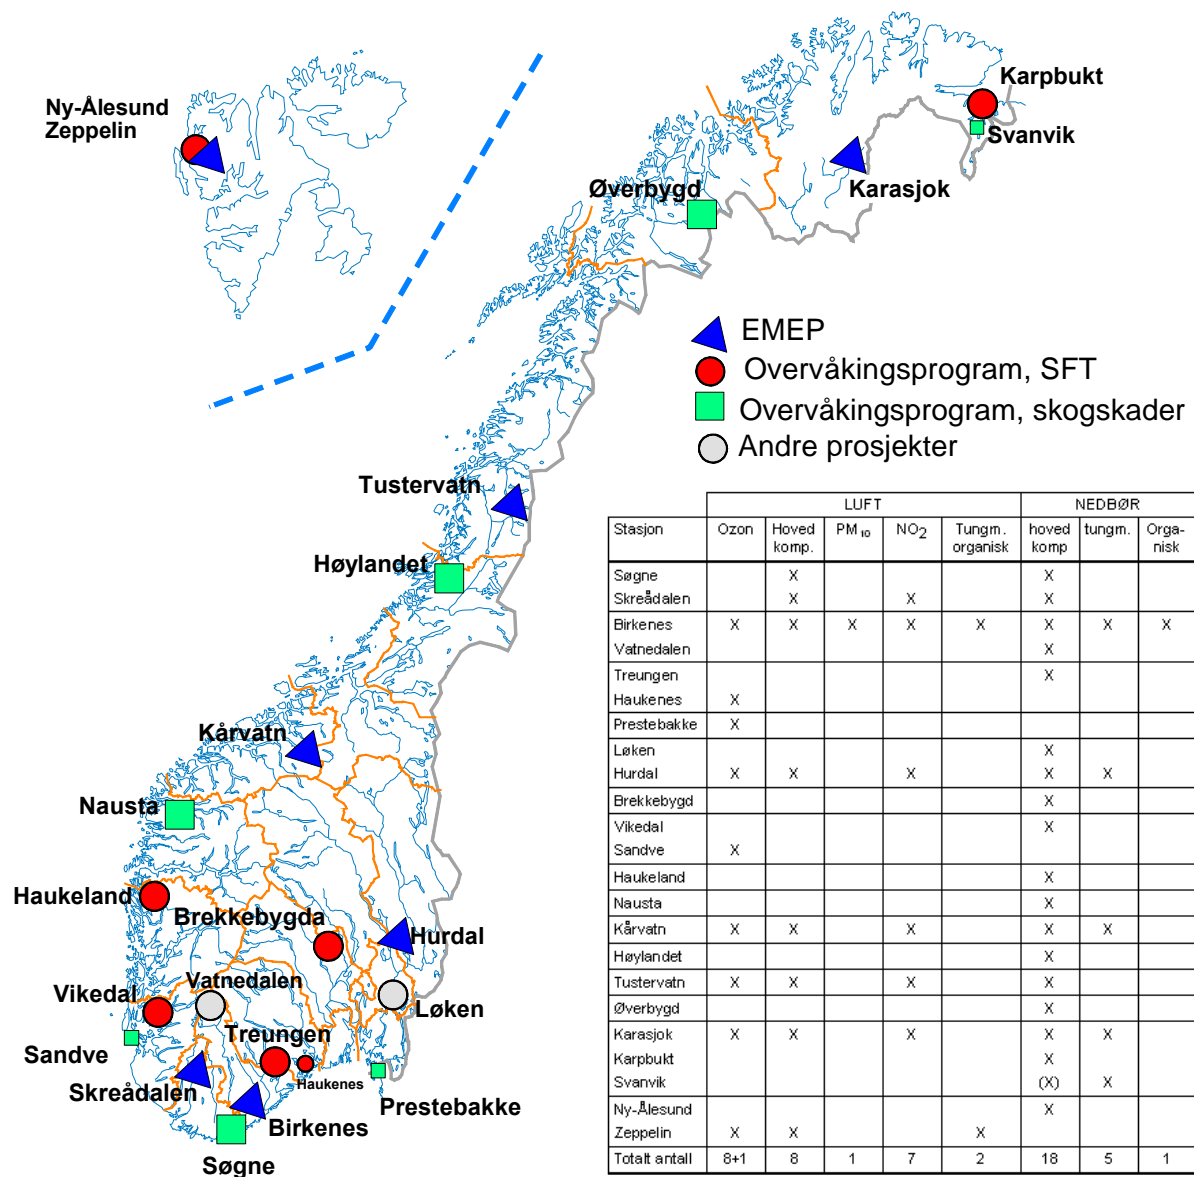 Ny-Ålesund
Zeppelin
Karpbukt
Svanvik
Karasjok
Øverbygd
EMEP
Overvåkingsprogram, SFT
Overvåkingsprogram, skogskader
Andre prosjekter
Tustervatn
Høylandet
Kårvatn
Nausta
Haukeland
Brekkebygda
Hurdal
Vatnedalen
Vikedal
Løken
Treungen
Sandve
Haukenes
Skreådalen
Prestebakke
Birkenes
Søgne
LUFT NEDBØR
Stasjon Ozon Hoved komp. PM10 NO2 Tungm. organisk hoved komp tungm. Orga-nisk
Søgne X X
Skreådalen X X X
Birkenes X X X X X X X X
Vatnedalen X
Treungen X
Haukenes X
Prestebakke X
Løken X
Hurdal X X X X X
Brekkebygd X
Vikedal X
Sandve X
Haukeland X
Nausta X
Kårvatn X X X X X
Høylandet X
Tustervatn X X X X
Øverbygd X
Karasjok X X X X X
Karpbukt X
Svanvik (X) X
Ny-Ålesund X
Zeppelin X X X
Totalt antall 8+1 8 1 7 2 18 5 1